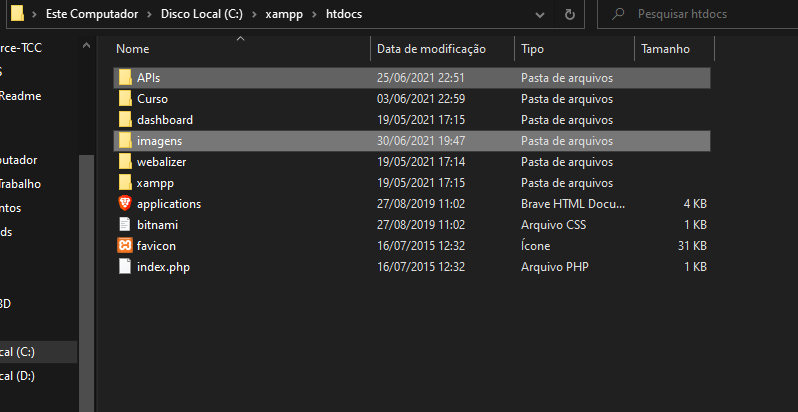 Este Computador > Disco Local (C:) > xampp > htdocs
Pesquisar htdocs
Nome Data de modificação Tipo Tamanho
APIs 25/06/2021 22:51 Pasta de arquivos
Curso 03/06/2021 22:59 Pasta de arquivos
dashboard 19/05/2021 17:15 Pasta de arquivos
imagens 30/06/2021 19:47 Pasta de arquivos
webalizer 19/05/2021 17:14 Pasta de arquivos
xampp 19/05/2021 17:15 Pasta de arquivos
applications 27/08/2019 11:02 Brave HTML Docu... 4 KB
bitnami 27/08/2019 11:02 Arquivo CSS 1 KB
favicon 16/07/2015 12:32 Ícone 31 KB
index.php 16/07/2015 12:32 Arquivo PHP 1 KB
rce-TCC
Readme
putador
Trabalho
ntos
ds
3D
cal (C:)
cal (D:)